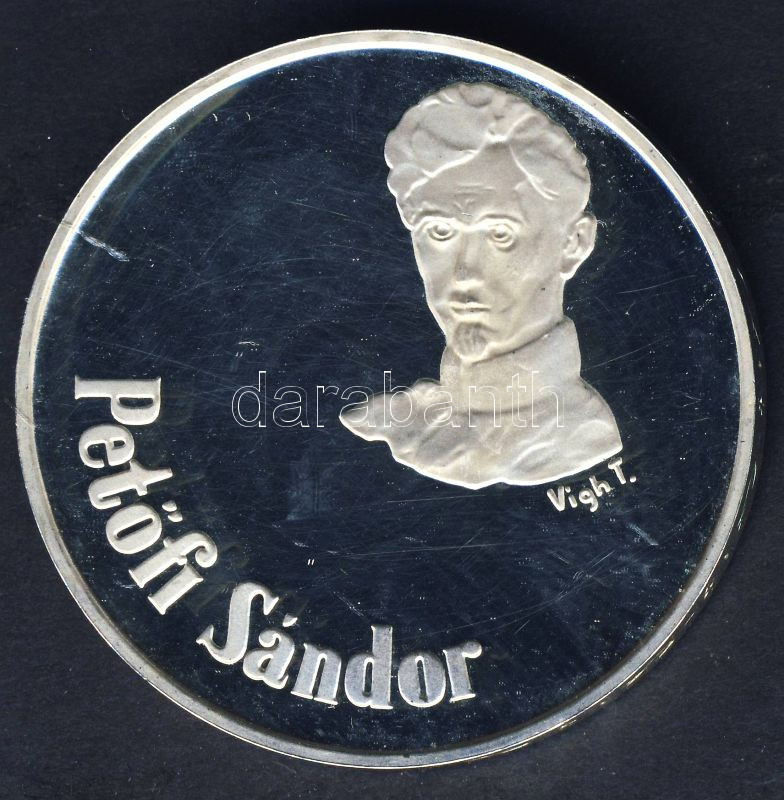 darabanth
Vigh T.
Petőfi Sándor